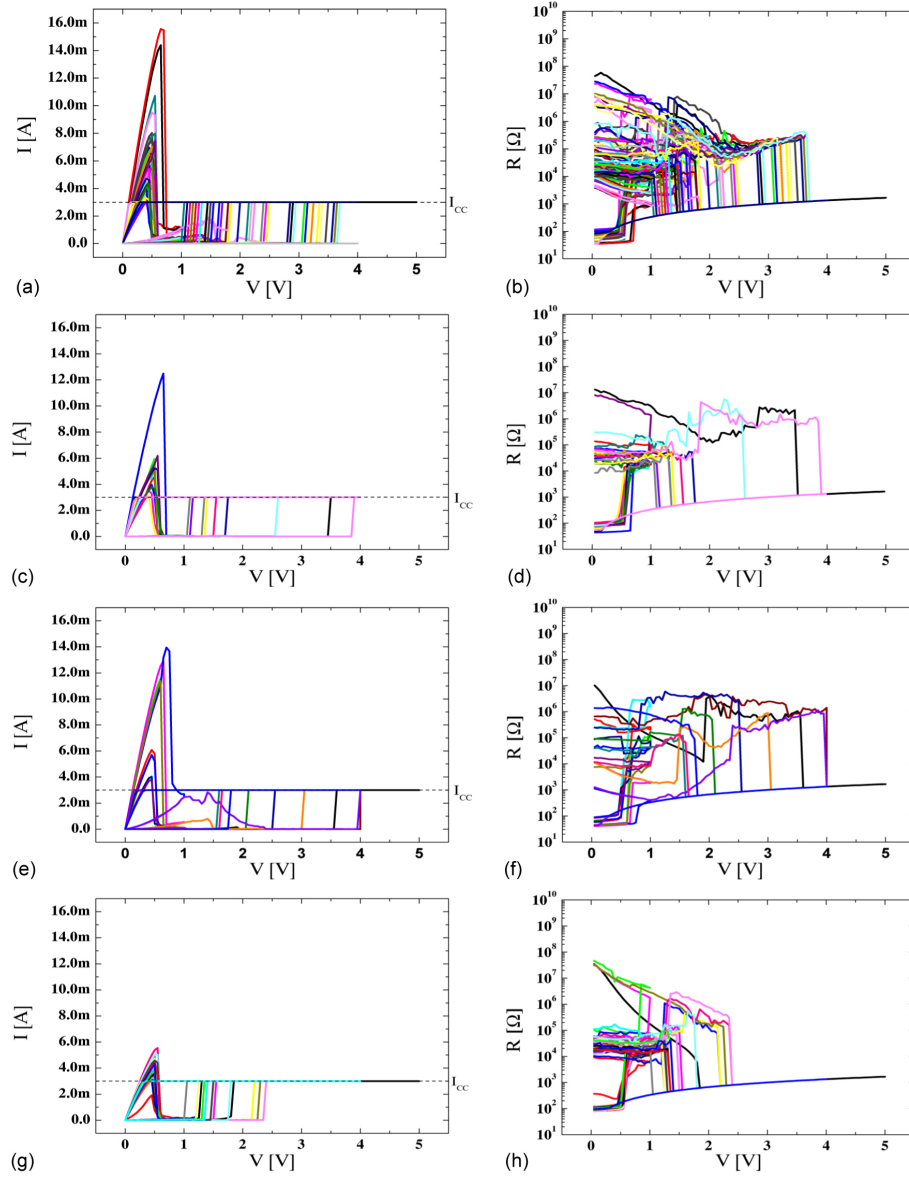 16.0m
14.0m
12.0m
10.0m
8.0m
6.0m
4.0m
2.0m
0.0
I [A]
I_CC
0 1 2 3 4 5
V [V]
(a)
10^10
10^9
10^8
10^7
10^6
10^5
10^4
10^3
10^2
10^1
R [Ω]
0 1 2 3 4 5
V [V]
(b)
16.0m
14.0m
12.0m
10.0m
8.0m
6.0m
4.0m
2.0m
0.0
I [A]
I_CC
0 1 2 3 4 5
V [V]
(c)
10^10
10^9
10^8
10^7
10^6
10^5
10^4
10^3
10^2
10^1
R [Ω]
0 1 2 3 4 5
V [V]
(d)
16.0m
14.0m
12.0m
10.0m
8.0m
6.0m
4.0m
2.0m
0.0
I [A]
I_CC
0 1 2 3 4 5
V [V]
(e)
10^10
10^9
10^8
10^7
10^6
10^5
10^4
10^3
10^2
10^1
R [Ω]
0 1 2 3 4 5
V [V]
(f)
16.0m
14.0m
12.0m
10.0m
8.0m
6.0m
4.0m
2.0m
0.0
I [A]
I_CC
0 1 2 3 4 5
V [V]
(g)
10^10
10^9
10^8
10^7
10^6
10^5
10^4
10^3
10^2
10^1
R [Ω]
0 1 2 3 4 5
V [V]
(h)